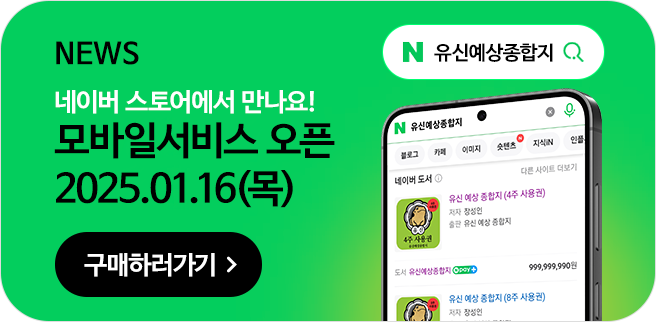 NEWS
네이버 스토어에서 만나요!
모바일서비스 오픈
2025.01.16(목)
구매하러가기
N 유신예상종합지
N 유신예상종합지
블로그 카페 이미지 숏텐츠 N 지식iN 인플
네이버 도서
다른 사이트 더보기
유신 예상 종합지 (4주 사용권)
저자 장성인
출판 유신 예상 종합지
4주 사용권
도서 유신예상종합지 pay+
999,999,990원
유신 예상 종합지 (8주 사용권)
저자 장성인